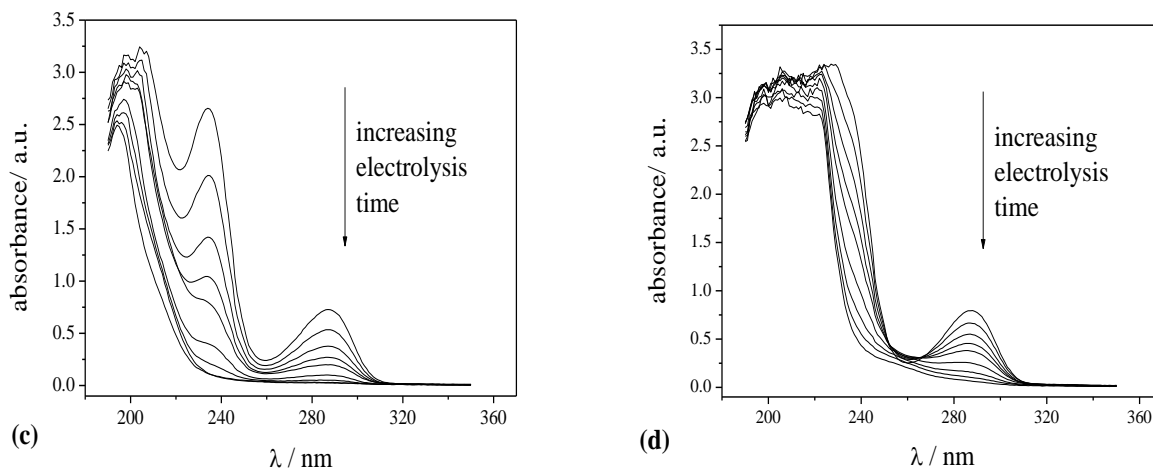 3.5
3.0
2.5
2.0
1.5
1.0
0.5
0.0
absorbance/ a.u.
increasing
electrolysis
time
200
240
280
320
360
λ / nm
(c)
3.5
3.0
2.5
2.0
1.5
1.0
0.5
0.0
absorbance/ a.u.
increasing
electrolysis
time
200
240
280
320
360
λ / nm
(d)